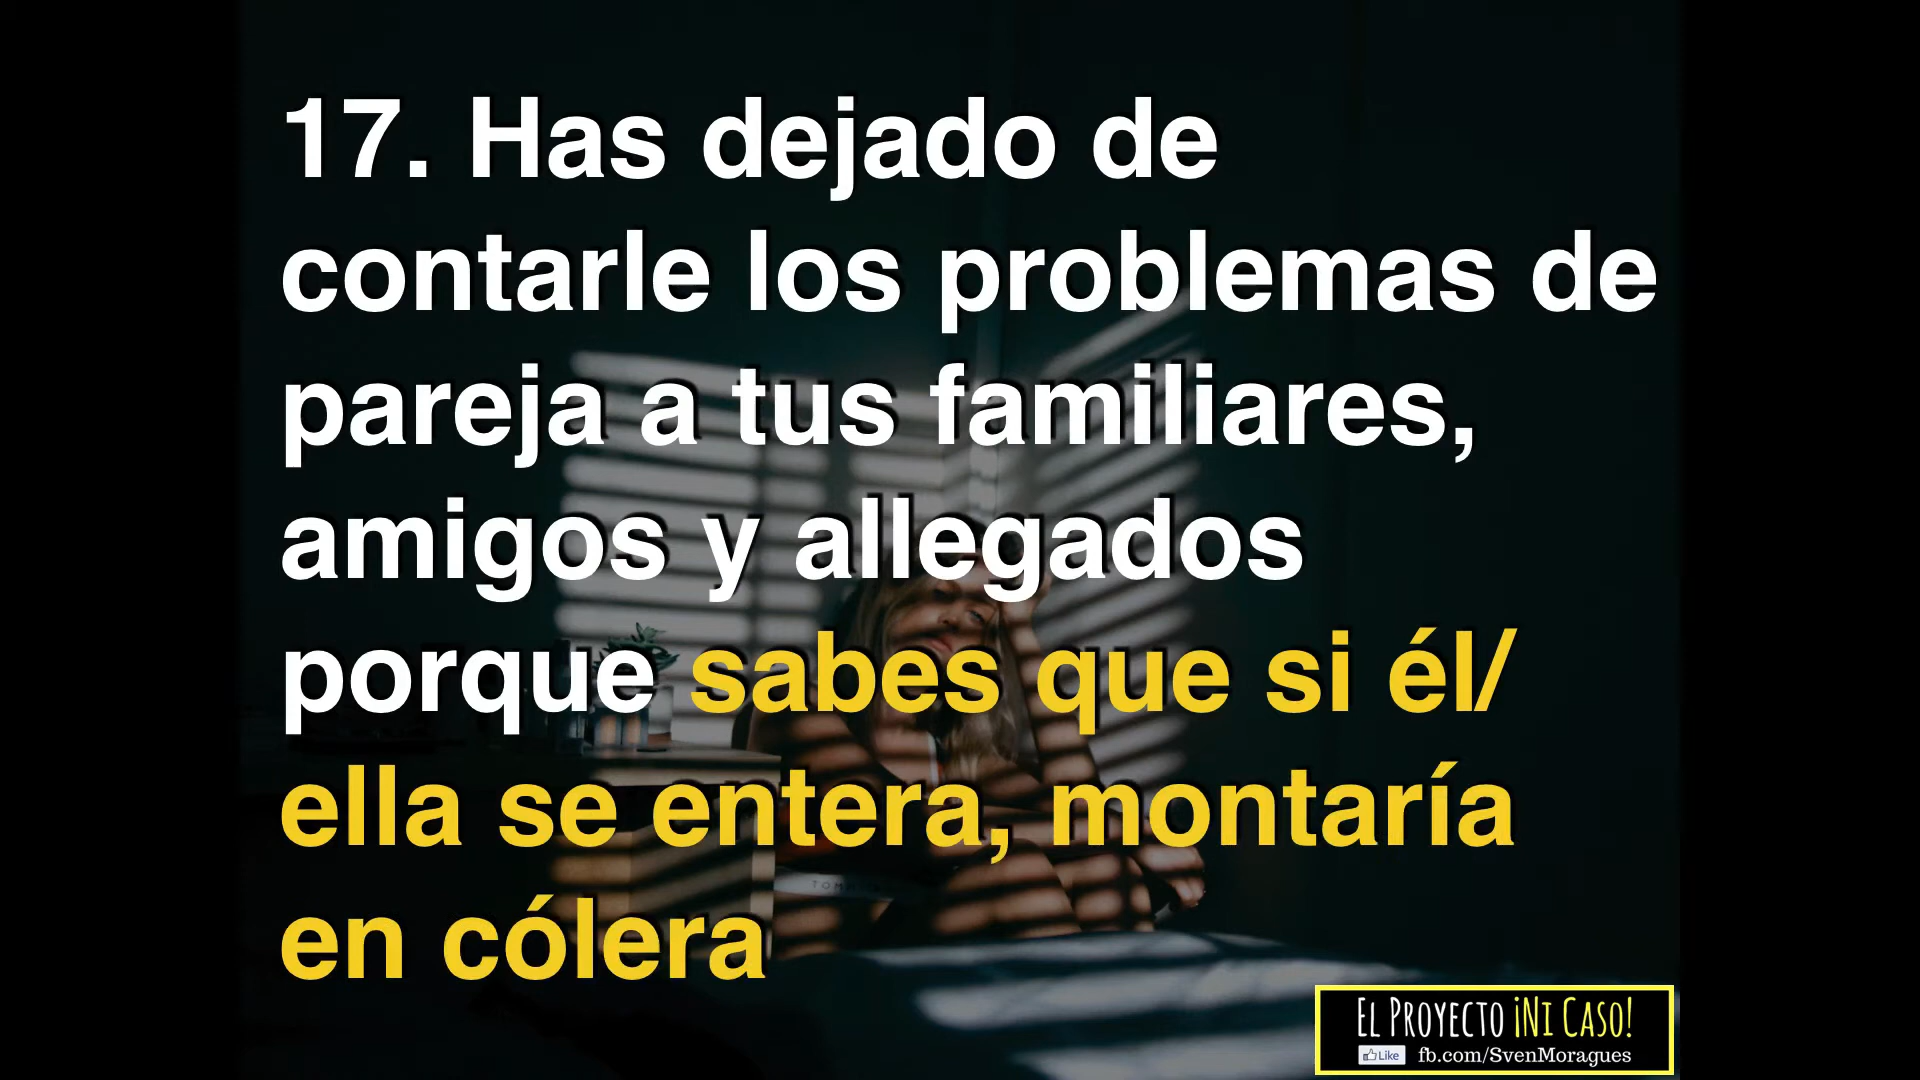 17. Has dejado de
contarle los problemas de
pareja a tus familiares,
amigos y allegados
porque sabes que si él/
ella se entera, montaría
en cólera
EL PROYECTO ¡NI CASO!
Like fb.com/SvenMoragues